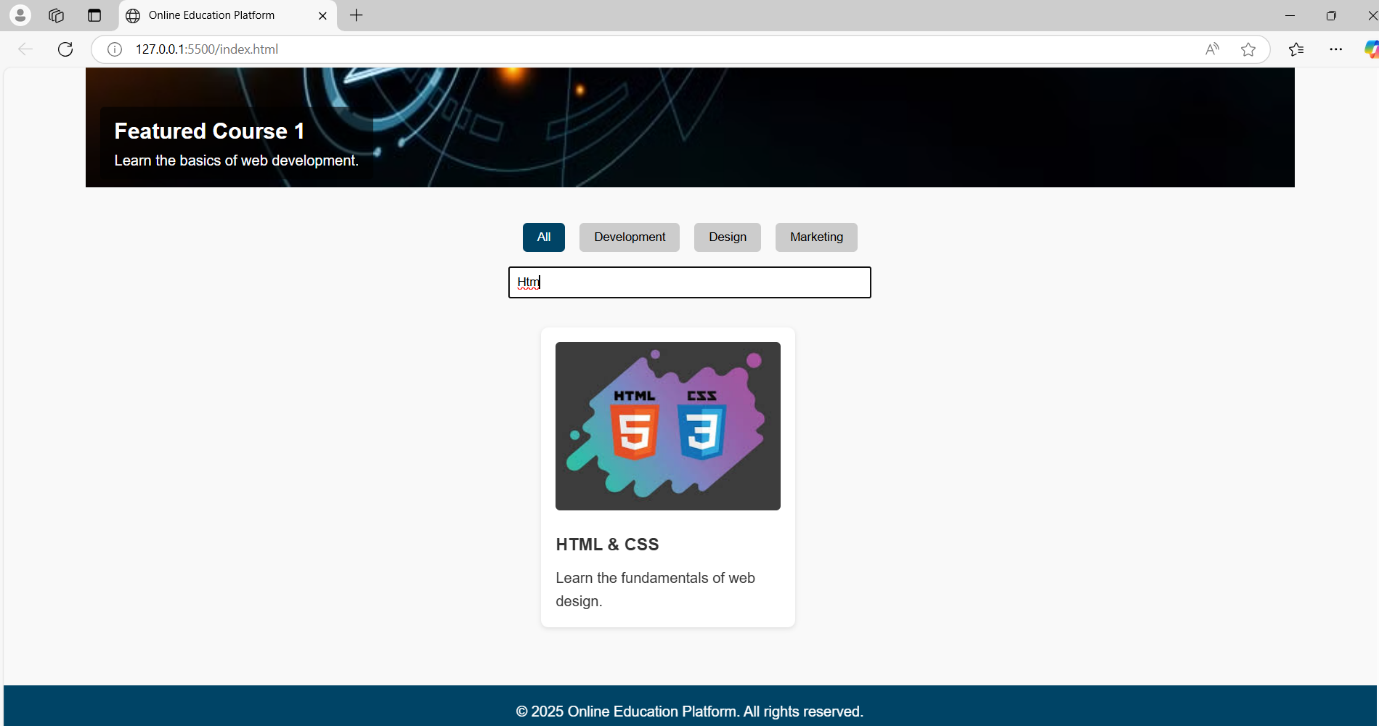 Online Education Platform
127.0.0.1:5500/index.html
Featured Course 1
Learn the basics of web development.
All Development Design Marketing
Htm
HTML CSS
5 3
HTML & CSS
Learn the fundamentals of web
design.
© 2025 Online Education Platform. All rights reserved.